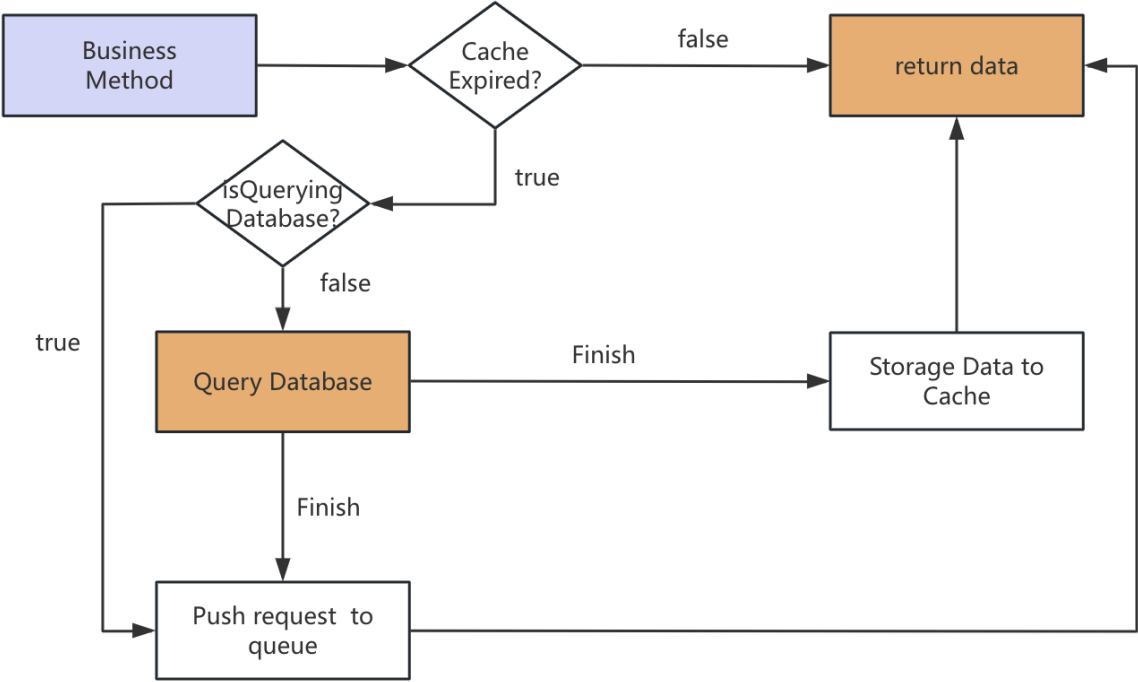 Business
Method
Cache
Expired?
false
return data
true
isQuerying
Database?
false
true
Query Database
Finish
Storage Data to
Cache
Finish
Push request to
queue